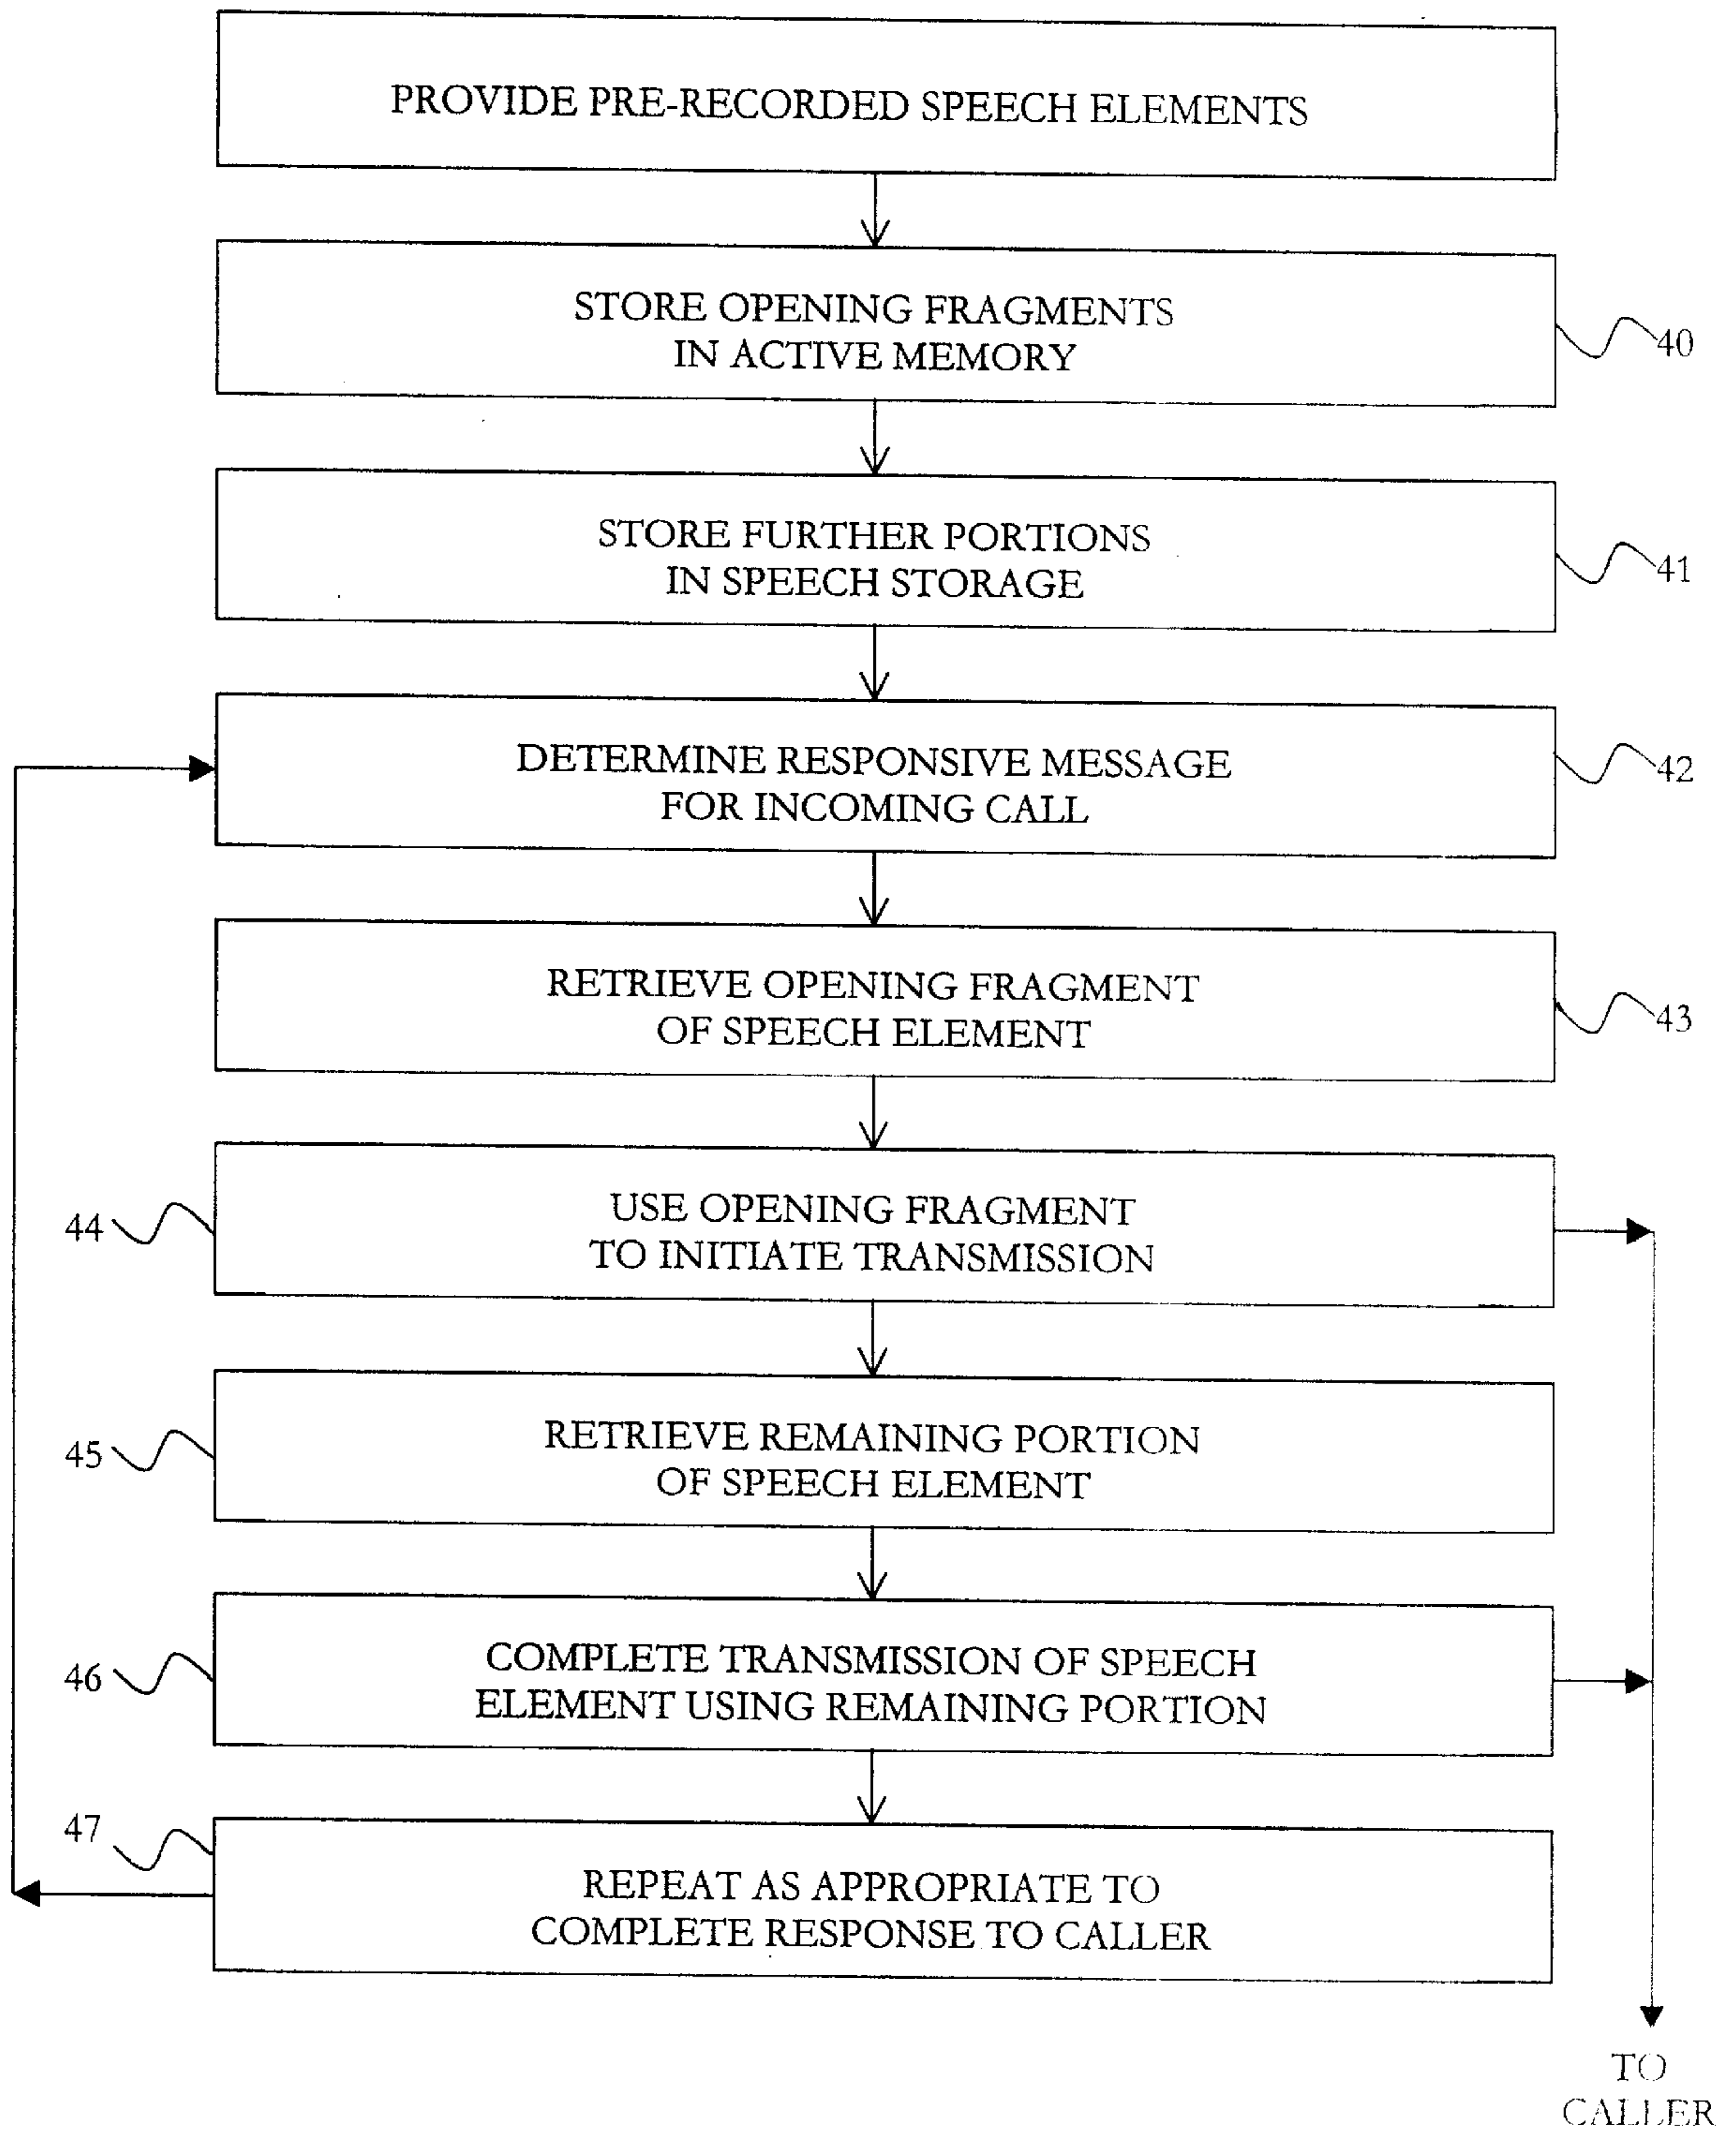 PROVIDE PRE-RECORDED SPEECH ELEMENTS
STORE OPENING FRAGMENTS
IN ACTIVE MEMORY
40
STORE FURTHER PORTIONS
IN SPEECH STORAGE
41
DETERMINE RESPONSIVE MESSAGE
FOR INCOMING CALL
42
RETRIEVE OPENING FRAGMENT
OF SPEECH ELEMENT
43
44
USE OPENING FRAGMENT
TO INITIATE TRANSMISSION
45
RETRIEVE REMAINING PORTION
OF SPEECH ELEMENT
46
COMPLETE TRANSMISSION OF SPEECH
ELEMENT USING REMAINING PORTION
47
REPEAT AS APPROPRIATE TO
COMPLETE RESPONSE TO CALLER
TO
CALLER